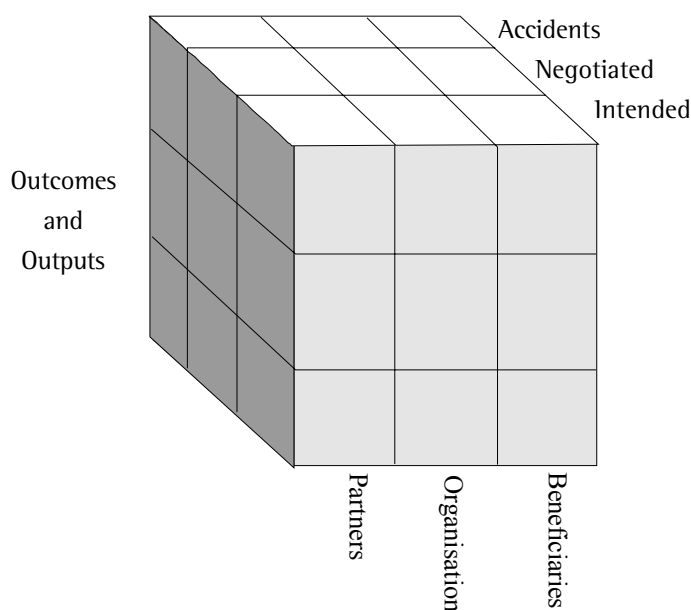 Accidents
Negotiated
Intended
Outcomes
and
Outputs
Partners
Organisation
Beneficiaries